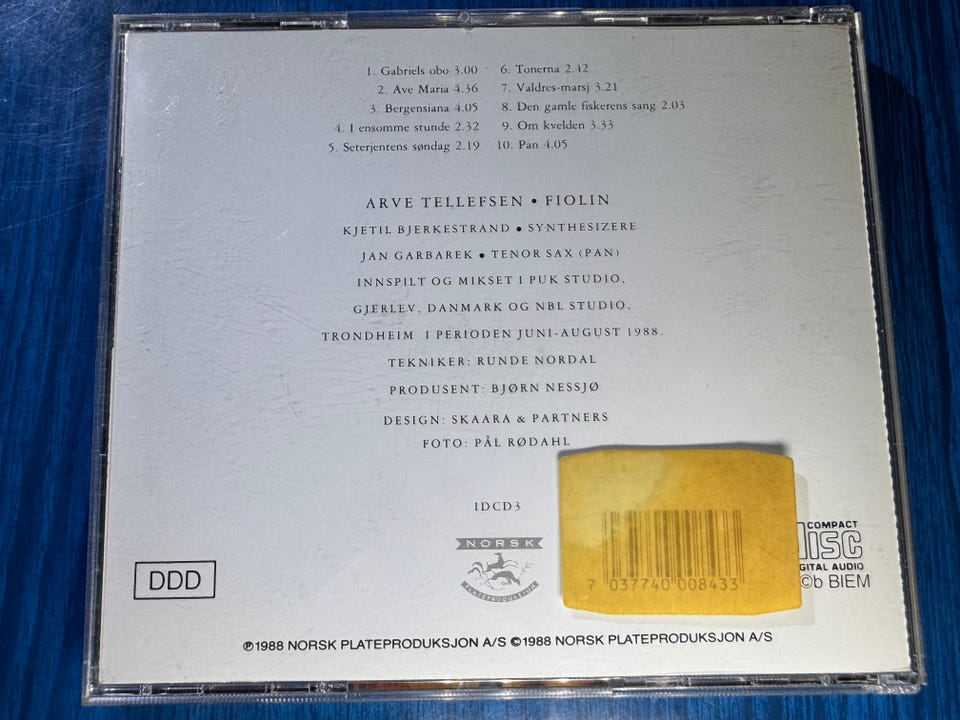 1. Gabriels obo 3.00
2. Ave Maria 4.36
3. Bergensiana 4.05
4. I ensomme stunde 2.32
5. Seterjentens søndag 2.19
6. Tonerna 2.42
7. Valdres-marsj 3.21
8. Den gamle fiskerens sang 2.03
9. Om kvelden 3.33
10. Pan 4.05
ARVE TELLEFSEN • FIOLIN
KJETIL BJERKESTRAND • SYNTHESIZERE
JAN GARBAREK • TENOR SAX (PAN)
INNSPILT OG MIKSET I PUK STUDIO,
GJERLEV, DANMARK OG NBL STUDIO,
TRONDHEIM I PERIODEN JUNI-AUGUST 1988.
TEKNIKER: RUNDE NORDAL
PRODUSENT: BJØRN NESSJØ
DESIGN: SKAARA & PARTNERS
FOTO: PÅL RØDAHL
IDCD3
NORSK
PLATEPRODUKSJON
DDD
7 037740 008433
COMPACT
DISC
GITAL AUDIO
©b BIEM
℗1988 NORSK PLATEPRODUKSJON A/S ©1988 NORSK PLATEPRODUKSJON A/S